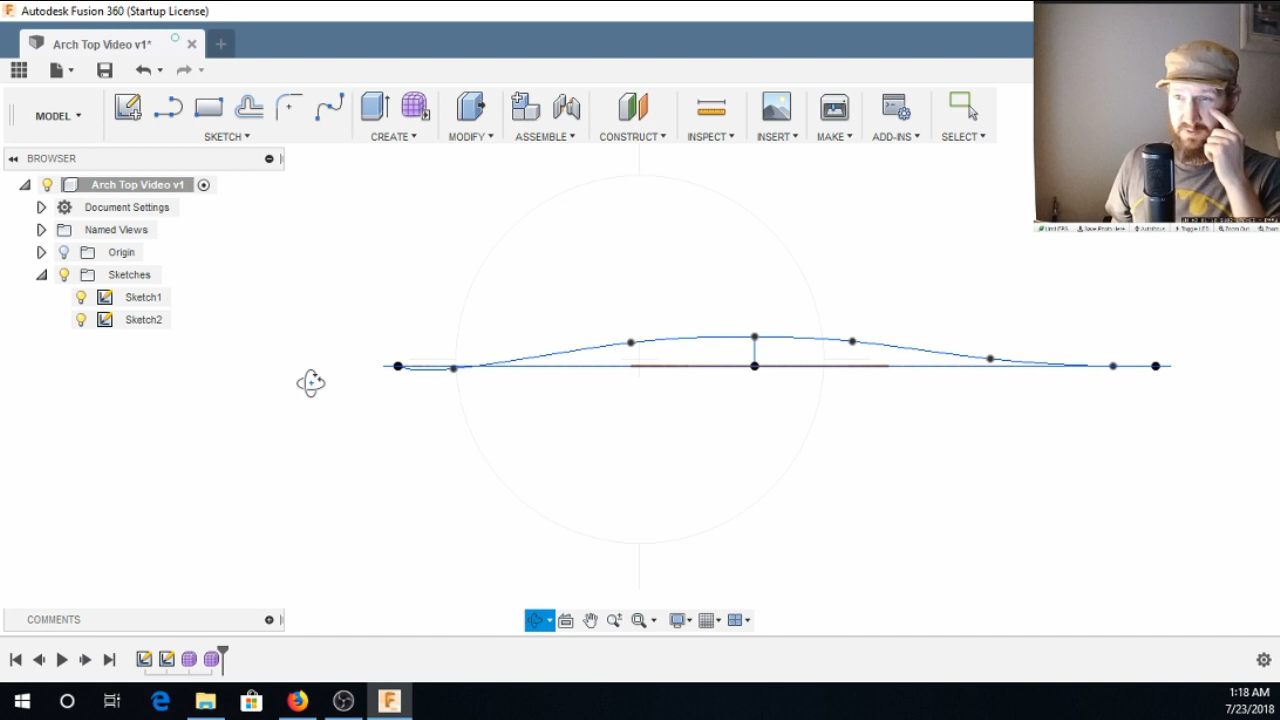 Autodesk Fusion 360 (Startup License)
Arch Top Video v1*
MODEL
SKETCH
CREATE
MODIFY
ASSEMBLE
CONSTRUCT
INSPECT
INSERT
MAKE
ADD-INS
SELECT
BROWSER
Arch Top Video v1
Document Settings
Named Views
Origin
Sketches
Sketch1
Sketch2
COMMENTS
1:18 AM
7/23/2018